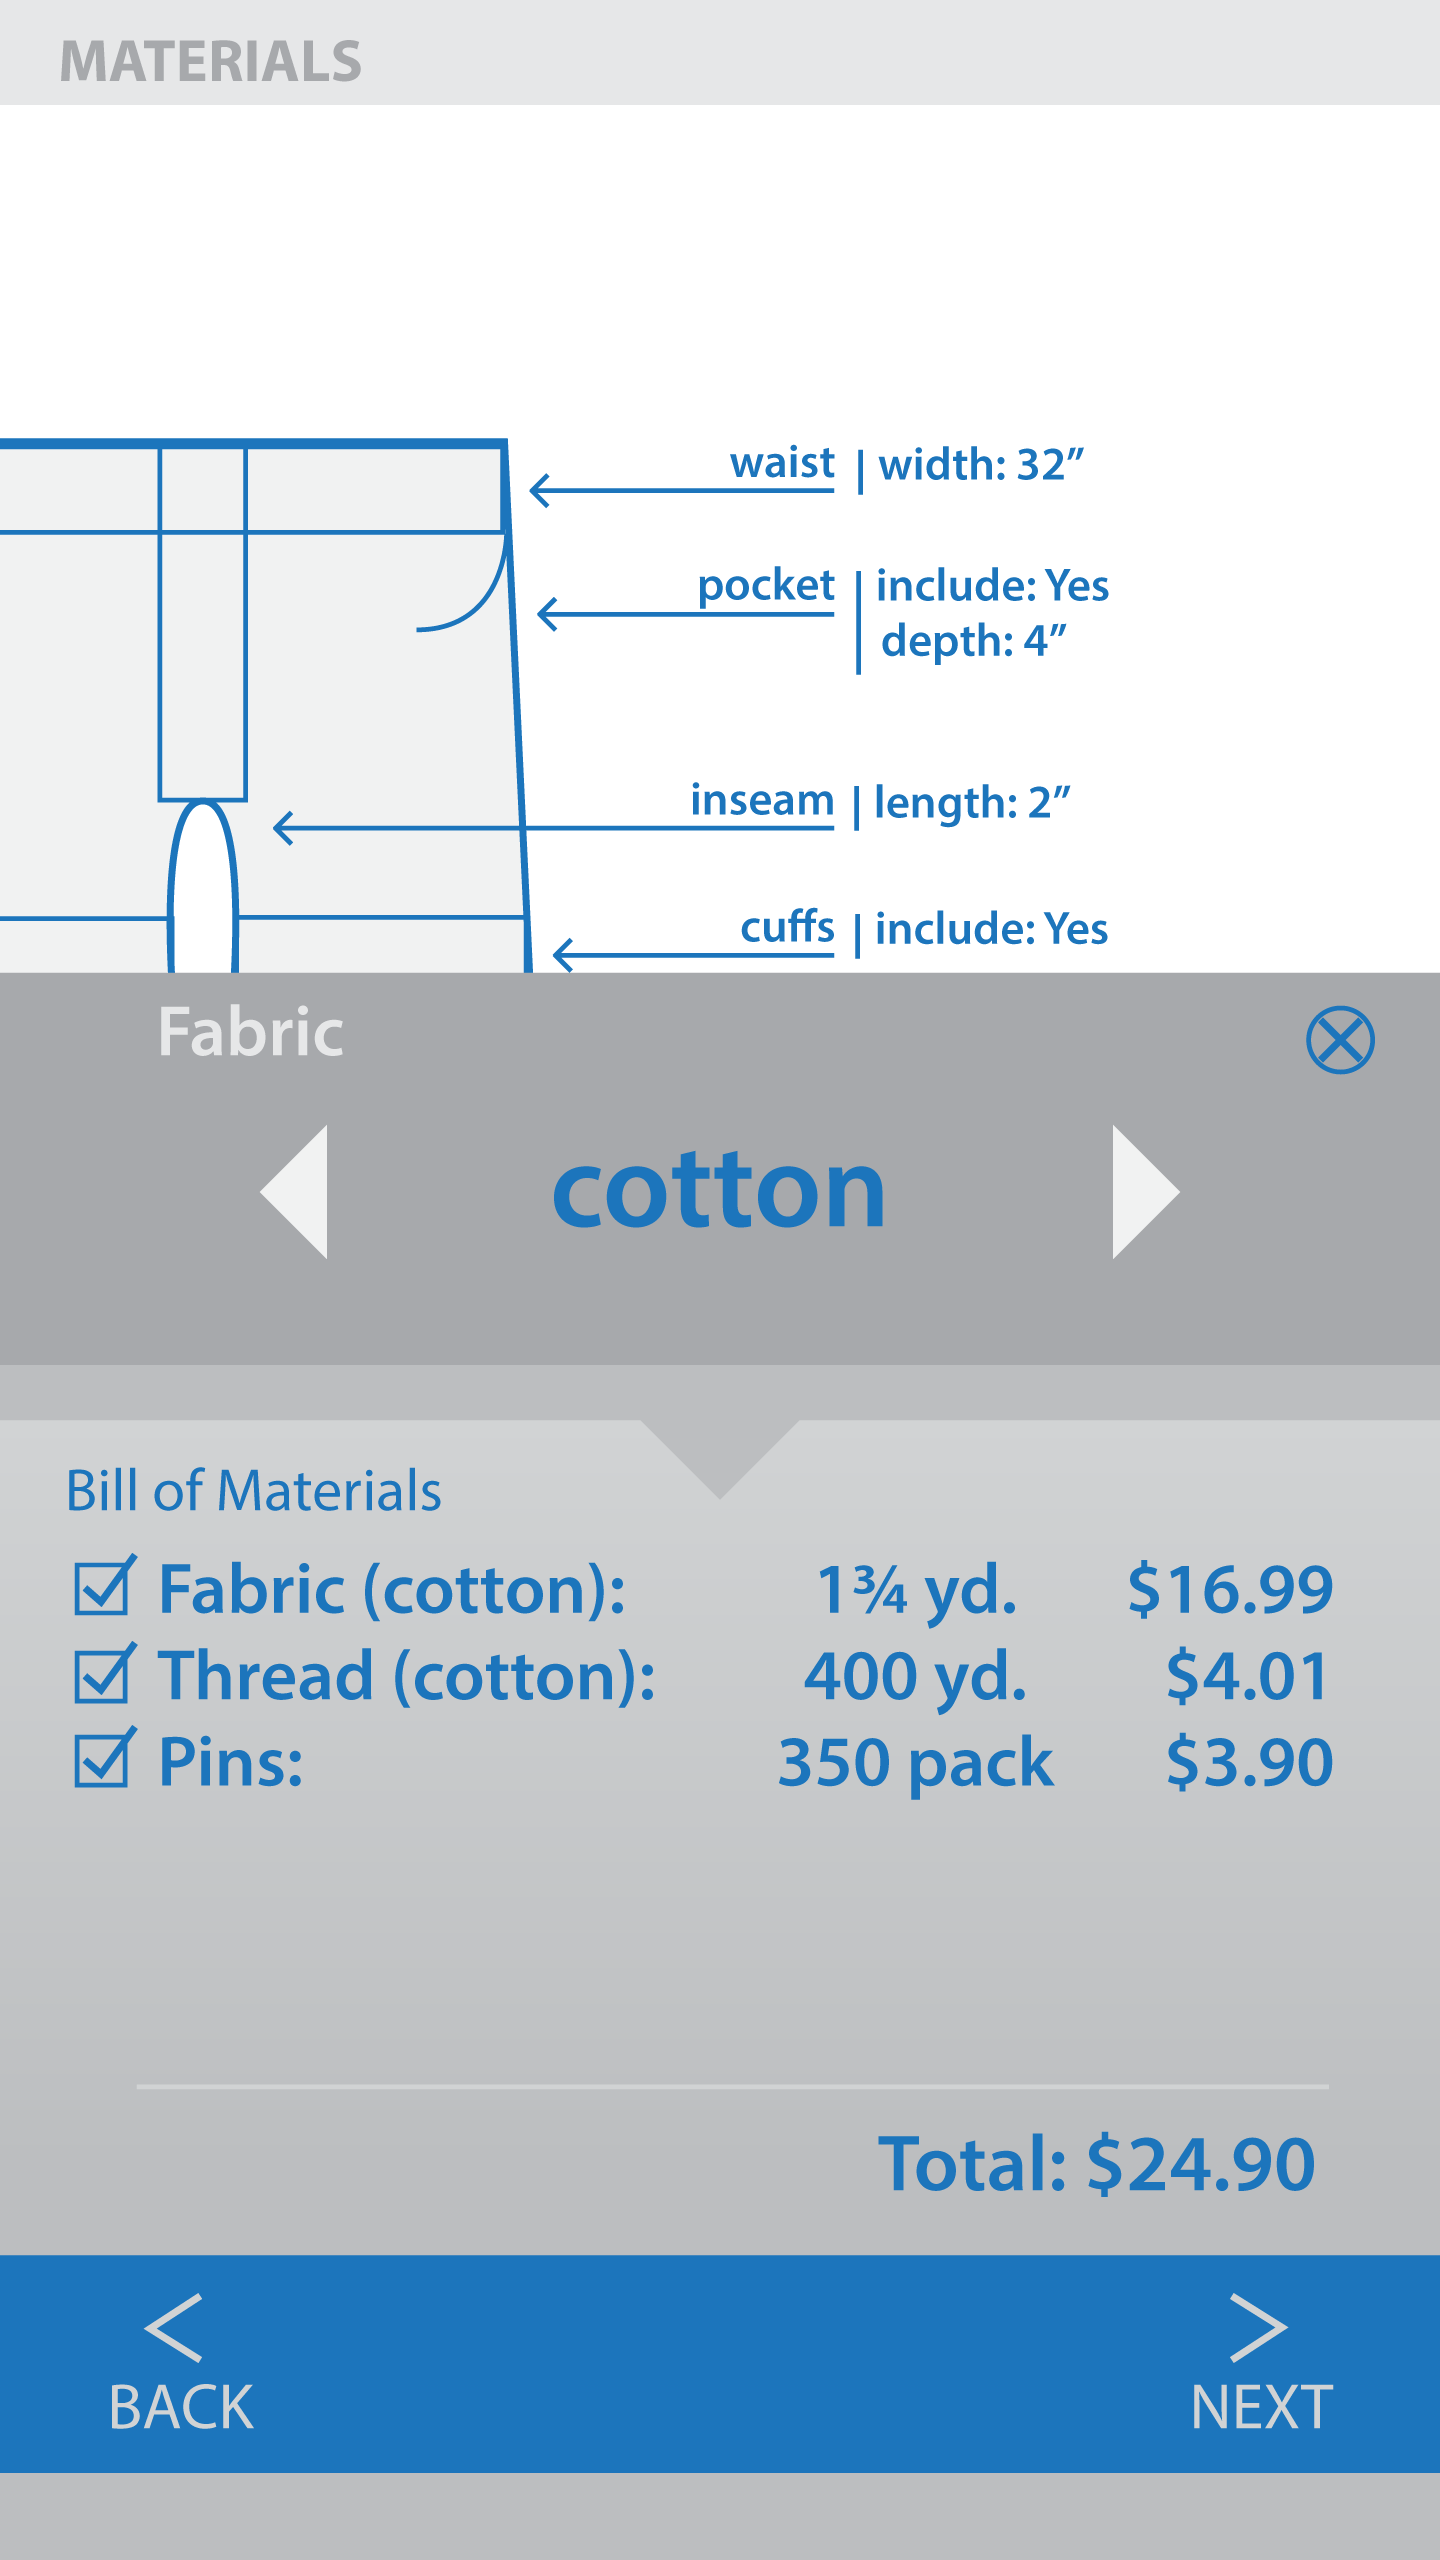 MATERIALS
waist | width: 32”
pocket | include: Yes
depth: 4”
inseam | length: 2”
cuffs | include: Yes
Fabric
cotton
Bill of Materials
Fabric (cotton): 1¾ yd. $16.99
Thread (cotton): 400 yd. $4.01
Pins: 350 pack $3.90
Total: $24.90
BACK NEXT